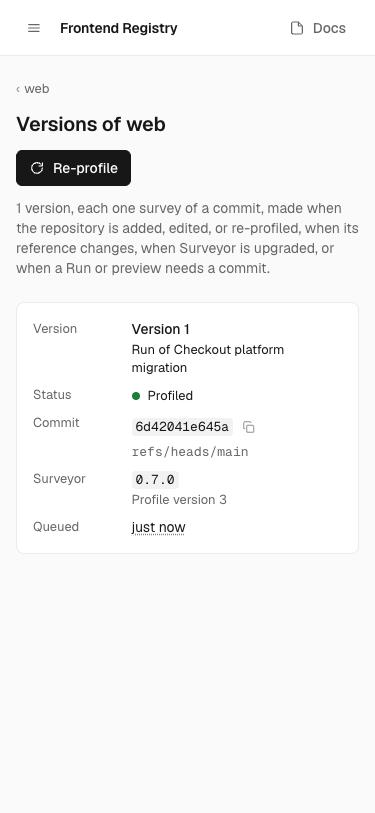 Frontend Registry
Docs
‹ web
Versions of web
Re-profile
1 version, each one survey of a commit, made when
the repository is added, edited, or re-profiled, when its
reference changes, when Surveyor is upgraded, or
when a Run or preview needs a commit.
Version
Version 1
Run of Checkout platform
migration
Status
Profiled
Commit
6d42041e645a
refs/heads/main
Surveyor
0.7.0
Profile version 3
Queued
just now